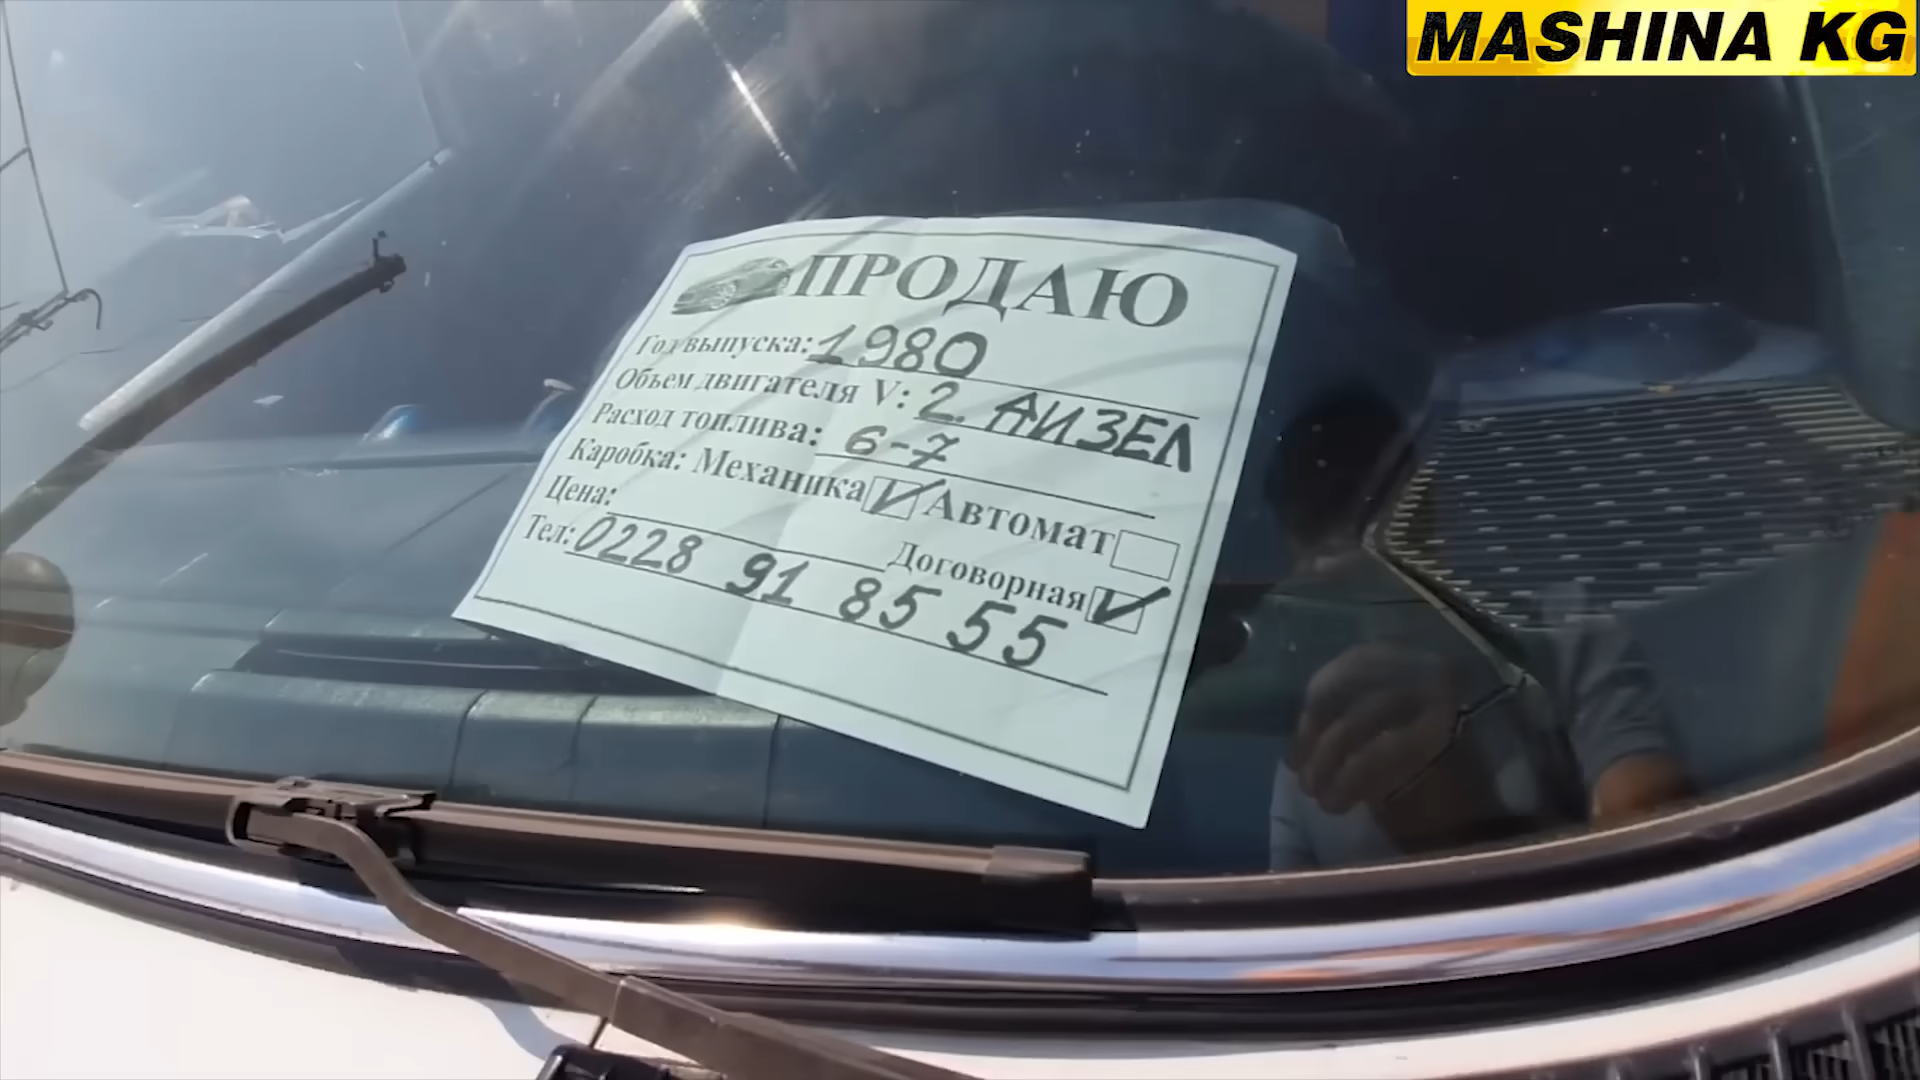 MASHINA KG
ПРОДАЮ
Год выпуска: 1980
Объем двигателя V: 2. ДИЗЕЛ
Расход топлива: 6-7
Каробка: Механика V Автомат
Цена: Договорная V
Тел: 0228 91 85 55